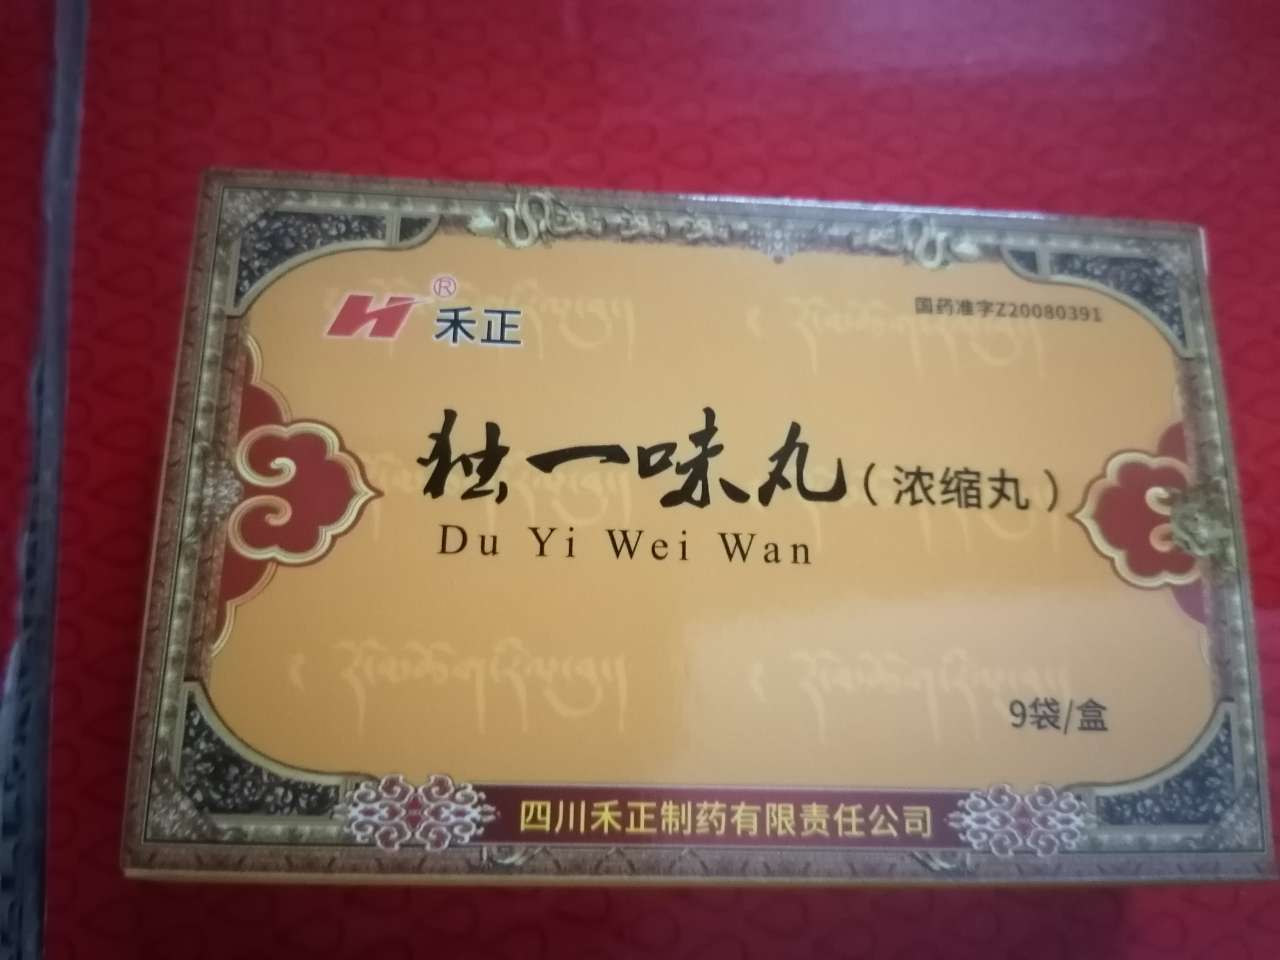 H® 禾正
国药准字Z20080391
独一味丸（浓缩丸）
Du Yi Wei Wan
9袋/盒
四川禾正制药有限责任公司